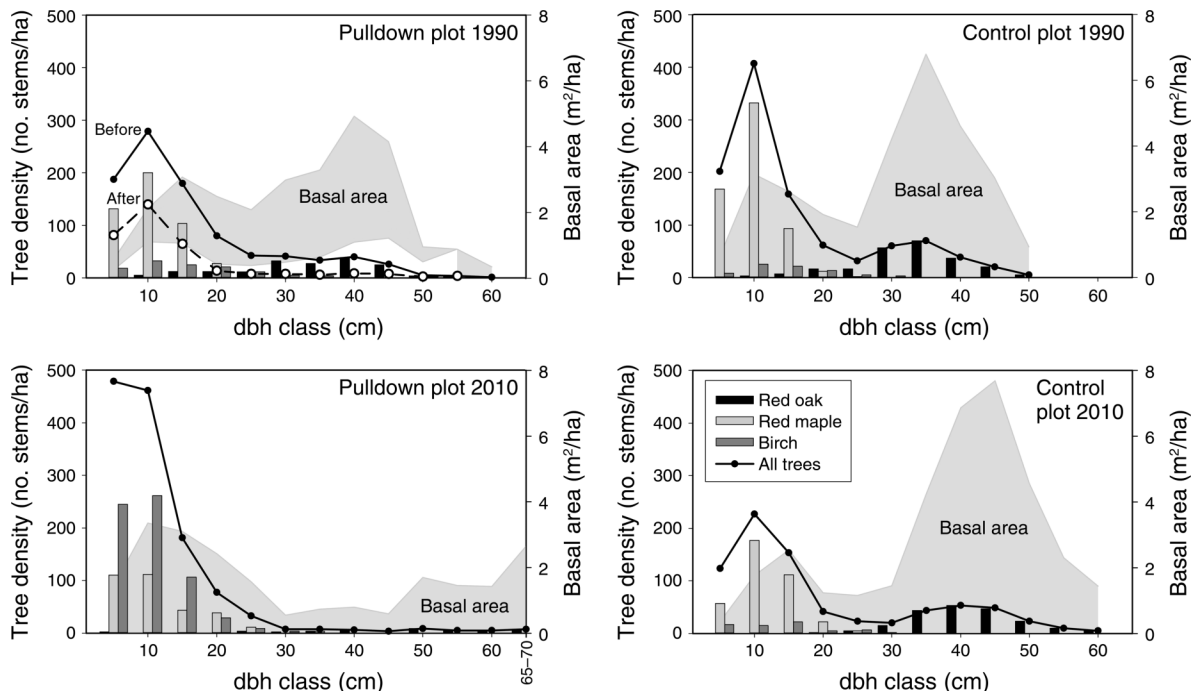 Pulldown plot 1990
Tree density (no. stems/ha)
500
400
300
200
100
0
Before
After
Basal area
8
6
4
2
0
Basal area (m²/ha)
10 20 30 40 50 60
dbh class (cm)
Control plot 1990
Tree density (no. stems/ha)
500
400
300
200
100
0
Basal area
8
6
4
2
0
Basal area (m²/ha)
10 20 30 40 50 60
dbh class (cm)
Pulldown plot 2010
Tree density (no. stems/ha)
500
400
300
200
100
0
Basal area
8
6
4
2
0
Basal area (m²/ha)
10 20 30 40 50 60 65–70
dbh class (cm)
Control
plot 2010
Tree density (no. stems/ha)
500
400
300
200
100
0
Red oak
Red maple
Birch
All trees
Basal area
8
6
4
2
0
Basal area (m²/ha)
10 20 30 40 50 60
dbh class (cm)